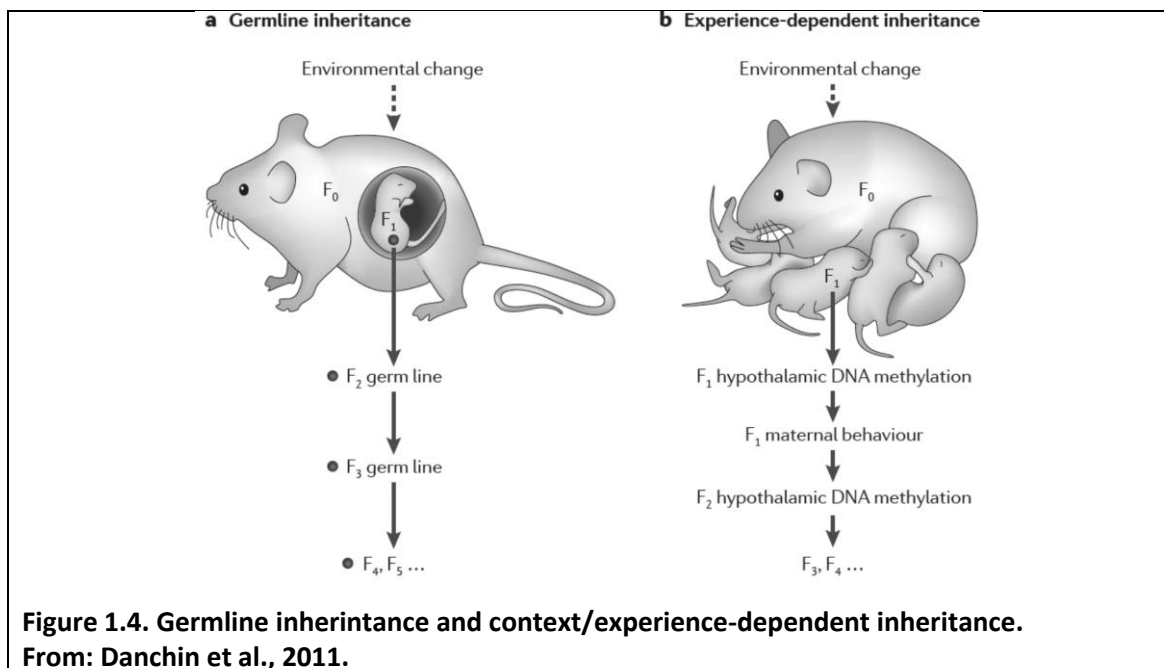 a Germline inheritance
Environmental change
F₀
F₁
F₂ germ line
F₃ germ line
F₄, F₅ ...
b Experience-dependent inheritance
Environmental change
F₀
F₁
F₁ hypothalamic DNA methylation
F₁ maternal behaviour
F₂ hypothalamic DNA methylation
F₃, F₄ ...
Figure 1.4. Germline inherintance and context/experience-dependent inheritance.
From: Danchin et al., 2011.